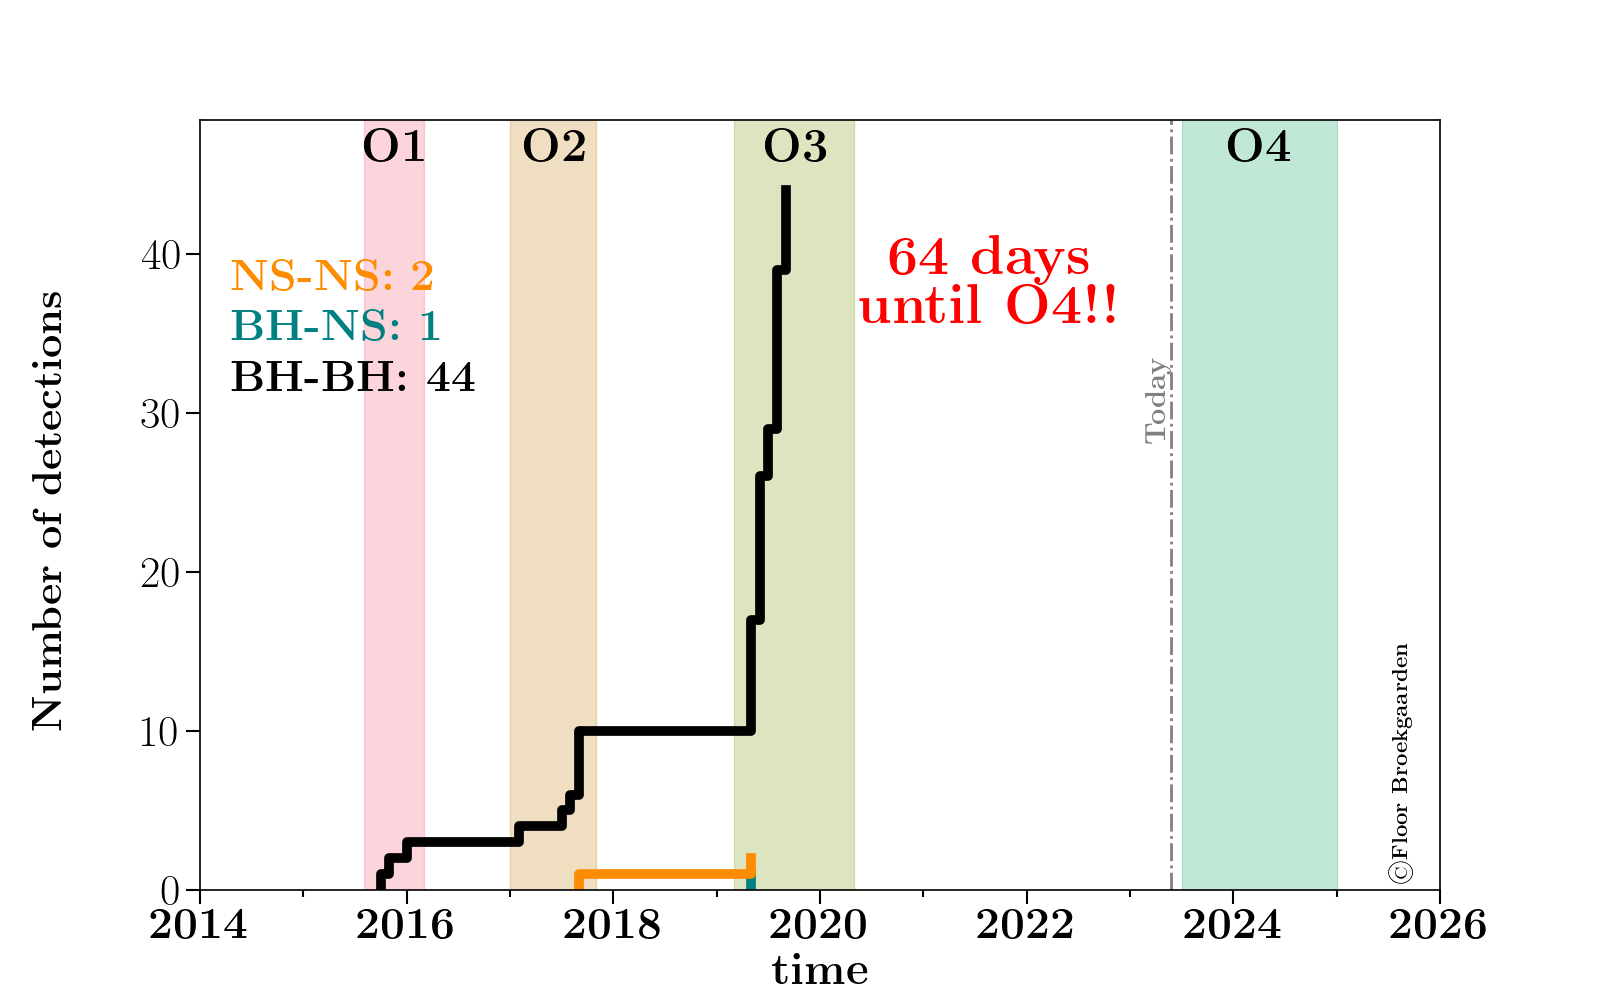 O1
O2
O3
O4
NS-NS: 2
BH-NS: 1
BH-BH: 44
64 days
until O4!!
Today
©Floor Broekgaarden
Number of detections
40
30
20
10
0
2014
2016
2018
2020
2022
2024
2026
time